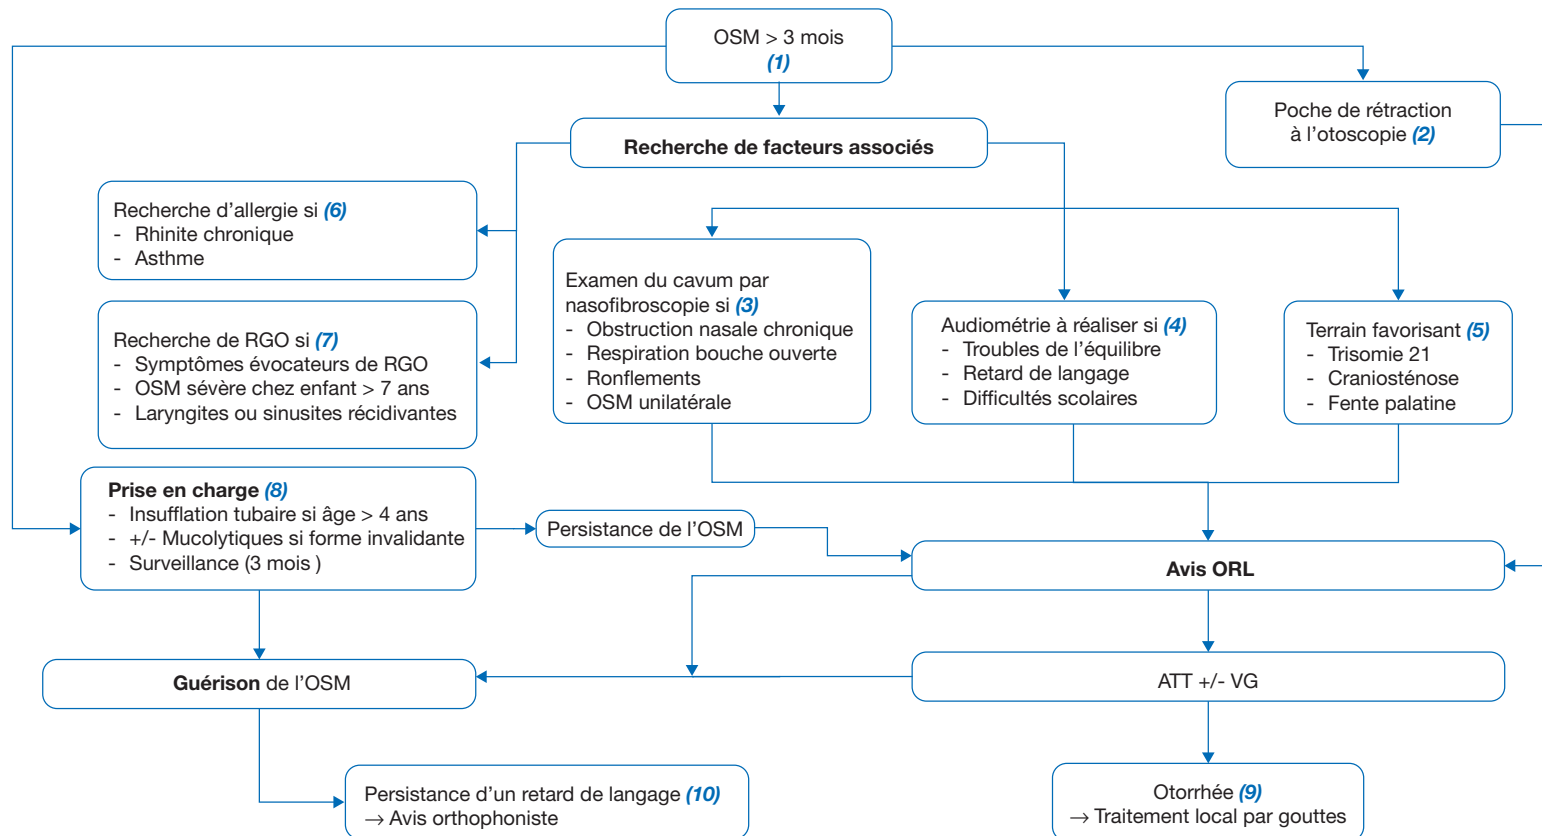 OSM > 3 mois
(1)
Poche de rétraction
à l'otoscopie (2)
Recherche de facteurs associés
Recherche d'allergie si (6)
- Rhinite chronique
- Asthme
Examen du cavum par
nasofibroscopie si (3)
- Obstruction nasale chronique
- Respiration bouche ouverte
- Ronflements
- OSM unilatérale
Audiométrie à réaliser si (4)
- Troubles de l'équilibre
- Retard de langage
- Difficultés scolaires
Terrain favorisant (5)
- Trisomie 21
- Craniosténose
- Fente palatine
Recherche de RGO si (7)
- Symptômes évocateurs de RGO
- OSM sévère chez enfant > 7 ans
- Laryngites ou sinusites récidivantes
Prise en charge (8)
- Insufflation tubaire si âge > 4 ans
- +/- Mucolytiques si forme invalidante
- Surveillance (3 mois )
Persistance de l'OSM
Avis ORL
Guérison de l'OSM
ATT +/- VG
Persistance d'un retard de langage (10)
→ Avis orthophoniste
Otorrhée (9)
→ Traitement local par gouttes